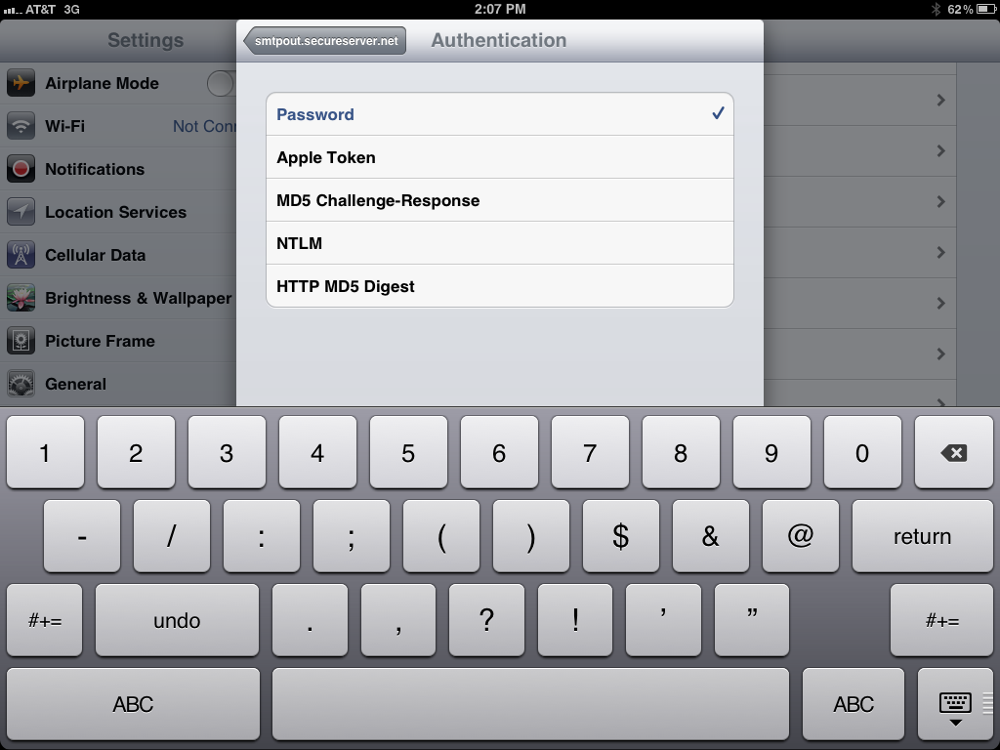 AT&T 3G 2:07 PM 62%
Settings
smtpout.secureserver.net Authentication
Airplane Mode
Wi-Fi Not Conn
Notifications
Location Services
Cellular Data
Brightness & Wallpaper
Picture Frame
General
Password
Apple Token
MD5 Challenge-Response
NTLM
HTTP MD5 Digest
1 2 3 4 5 6 7 8 9 0
- / : ; ( ) $ & @ return
#+= undo . , ? ! ’ ” #+=
ABC ABC